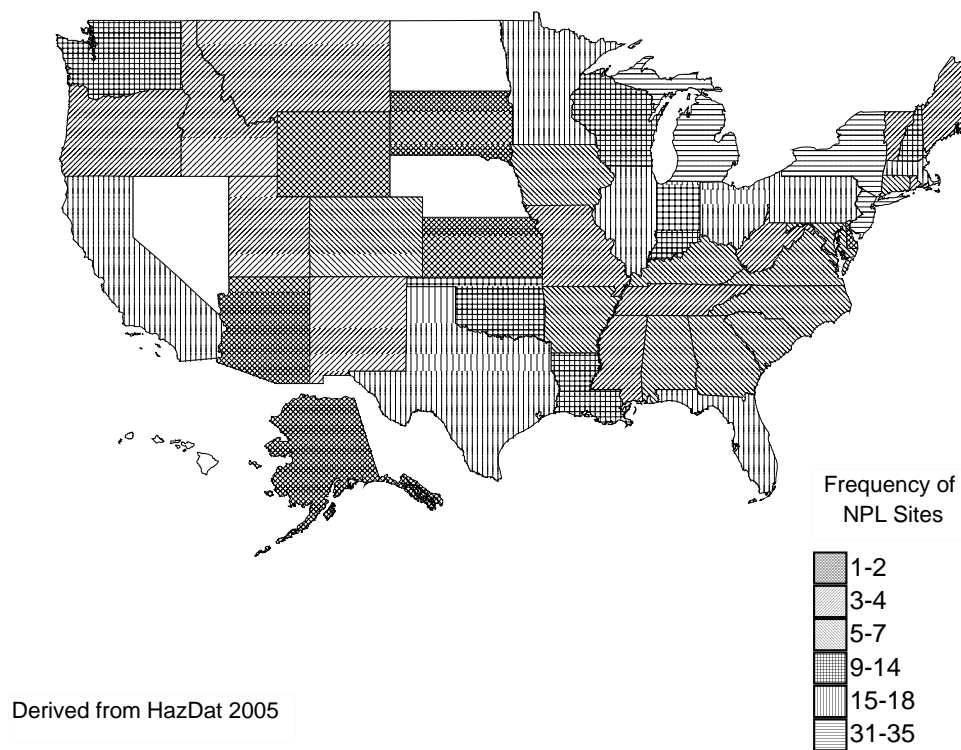 Frequency of
NPL Sites
1-2
3-4
5-7
9-14
15-18
31-35
Derived from HazDat 2005